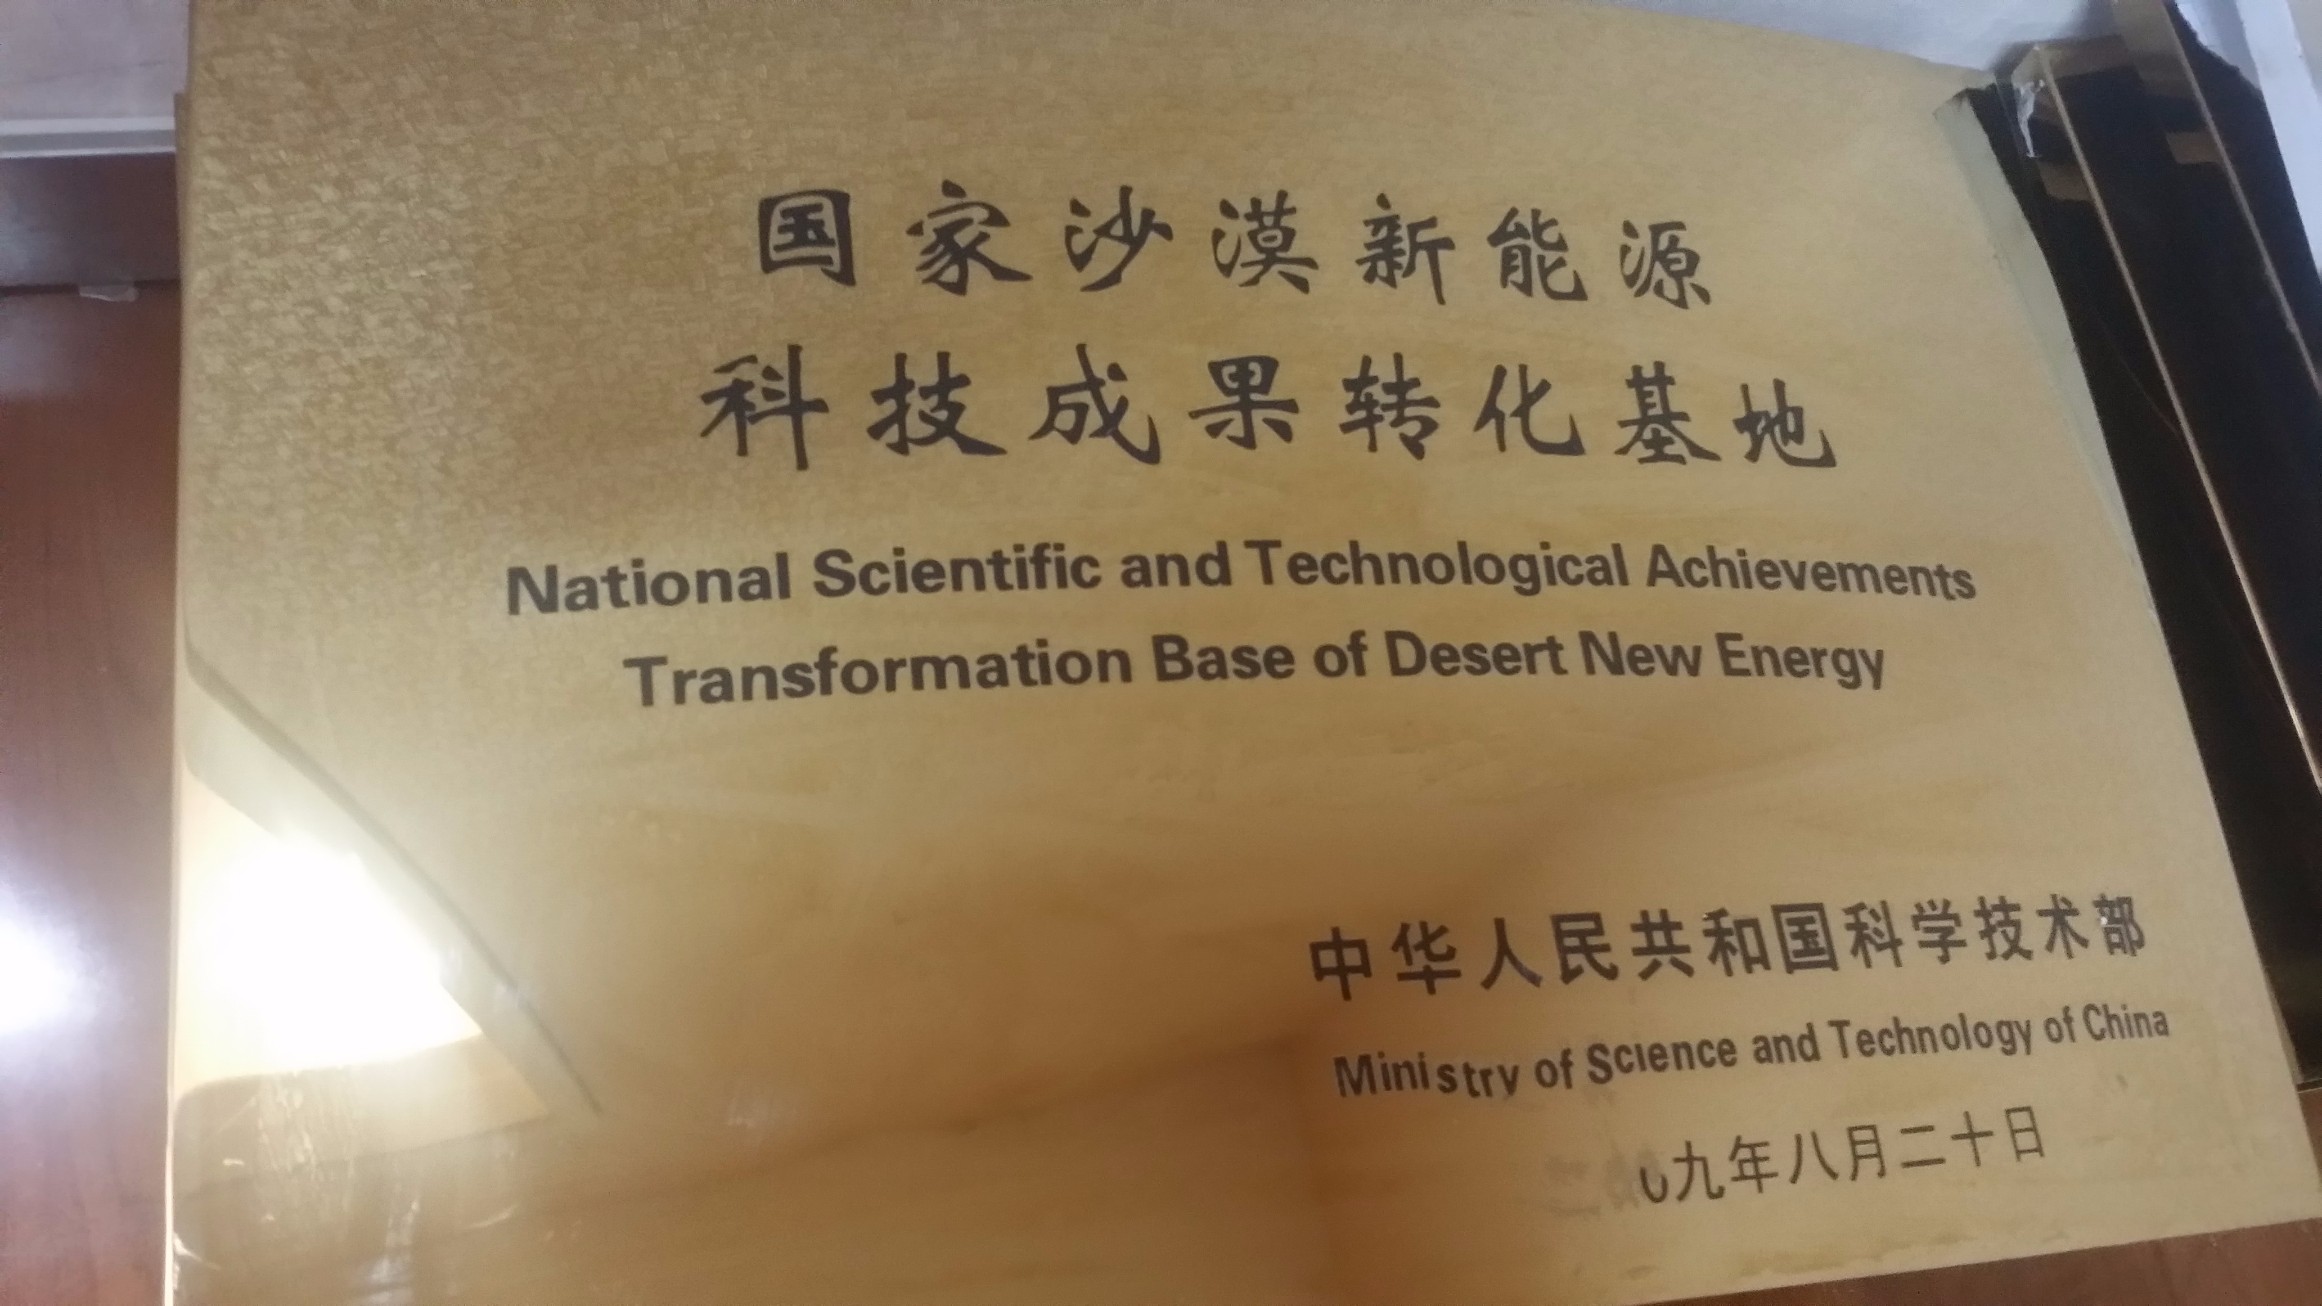 国家沙漠新能源
科技成果转化基地
National Scientific and Technological Achievements
Transformation Base of Desert New Energy
中华人民共和国科学技术部
Ministry of Science and Technology of China
九年八月二十日